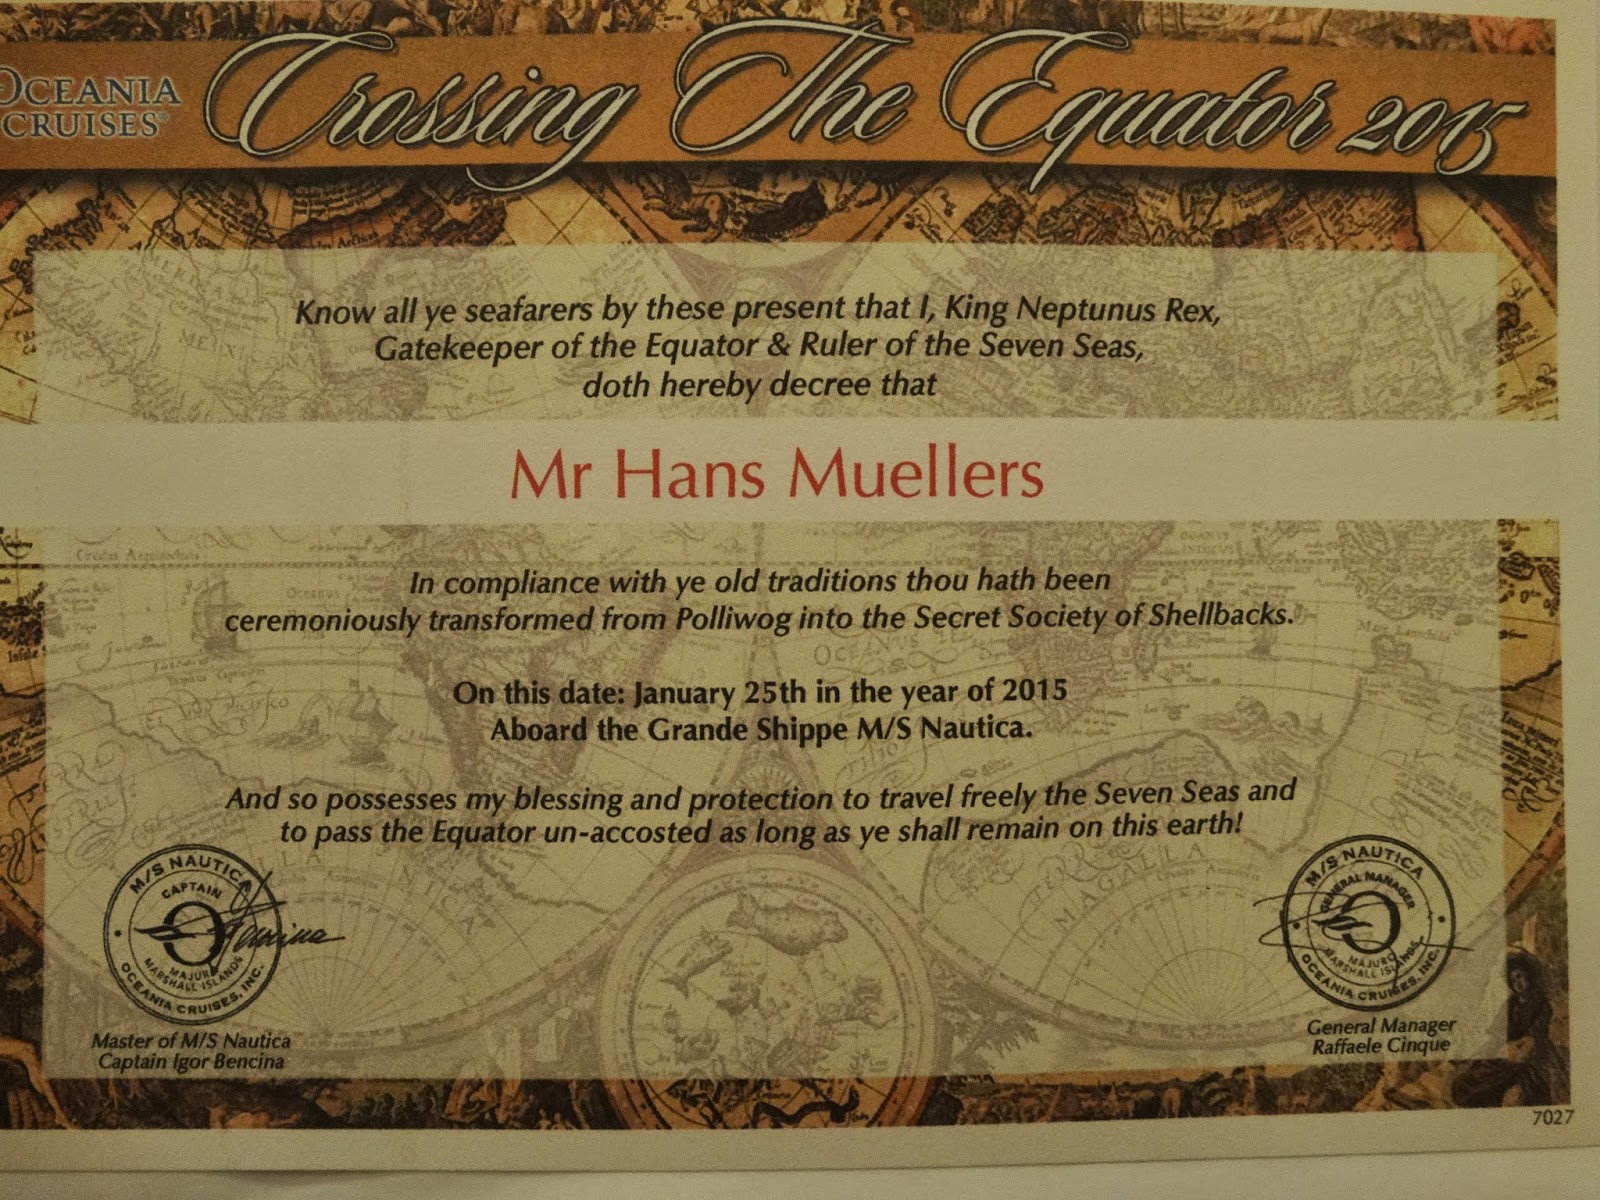 OCEANIA
CRUISES®
Crossing The Equator 2015
Know all ye seafarers by these present that I, King Neptunus Rex,
Gatekeeper of the Equator & Ruler of the Seven Seas,
doth hereby decree that
Mr Hans Muellers
In compliance with ye old traditions thou hath been
ceremoniously transformed from Polliwog into the Secret Society of Shellbacks.
On this date: January 25th in the year of 2015
Aboard the Grande Shippe M/S Nautica.
And so possesses my blessing and protection to travel freely the Seven Seas and
to pass the Equator un-accosted as long as ye shall remain on this earth!
M/S NAUTICA
CAPTAIN
MAJURO
MARSHALL ISLANDS
OCEANIA CRUISES, INC.
Master of M/S Nautica
Captain Igor Bencina
M/S NAUTICA
GENERAL MANAGER
MAJURO
MARSHALL ISLANDS
OCEANIA CRUISES, INC.
General Manager
Raffaele Cinque
7027